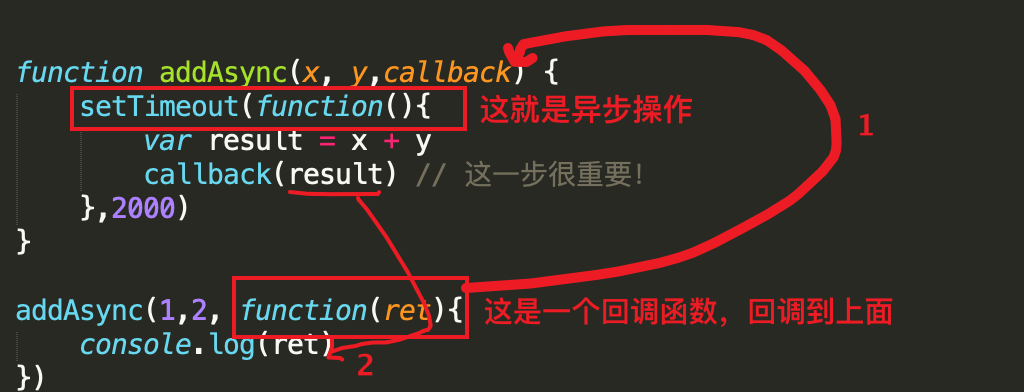 function addAsync(x, y,callback) {
setTimeout(function(){ 这就是异步操作
1
var result = x + y
callback(result) // 这一步很重要!
},2000)
}
addAsync(1,2, function(ret){ 这是一个回调函数，回调到上面
console.log(ret)
2
})